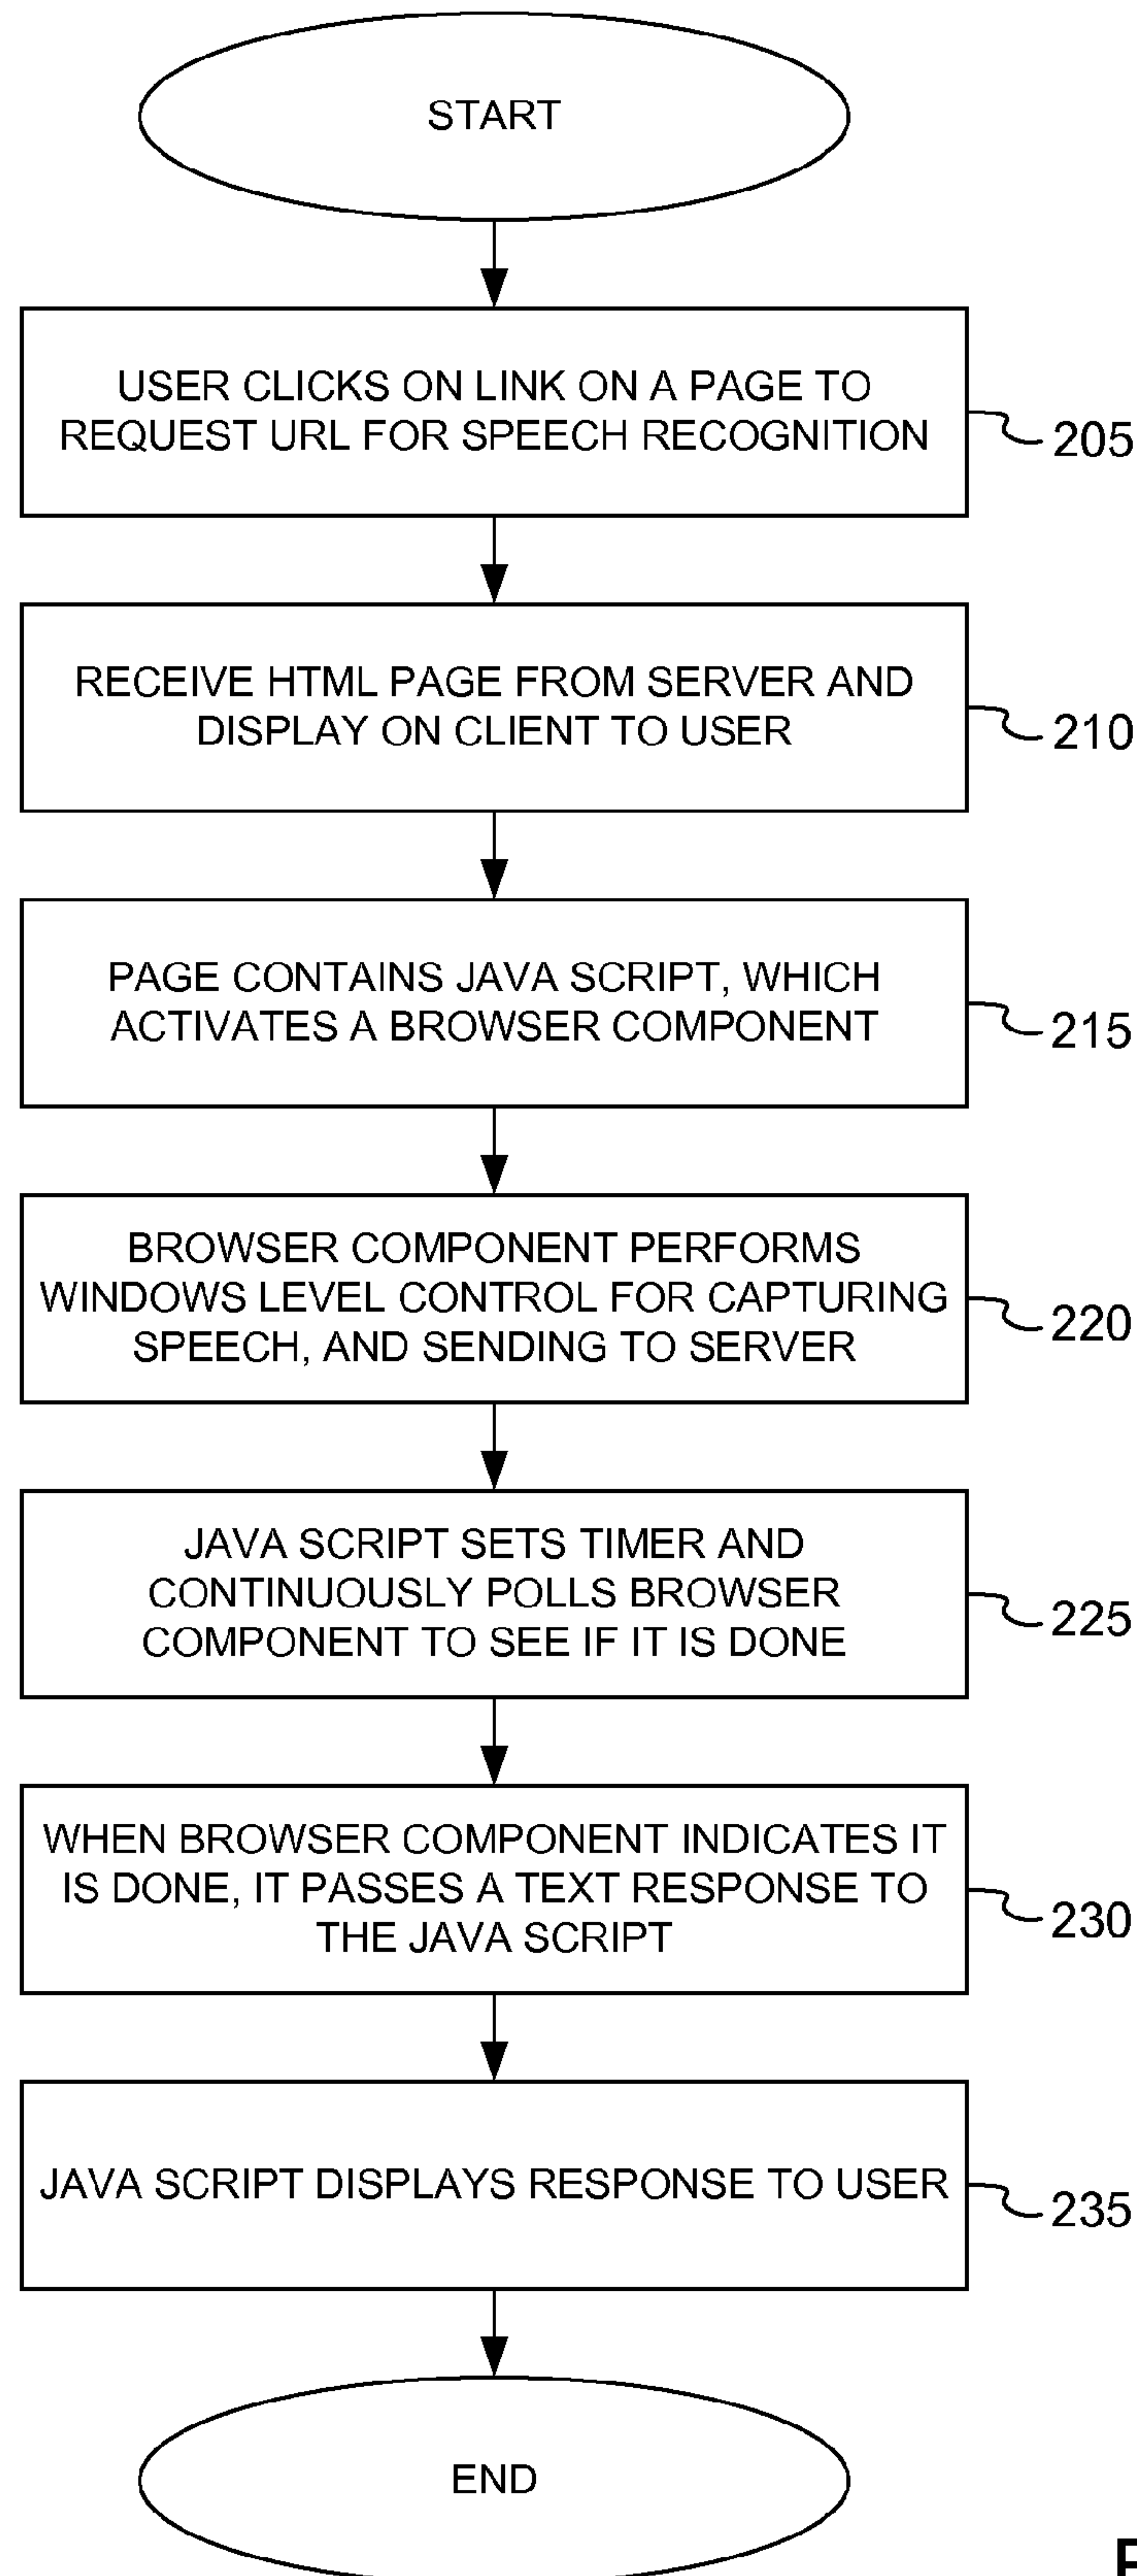 START
USER CLICKS ON LINK ON A PAGE TO
REQUEST URL FOR SPEECH RECOGNITION
205
RECEIVE HTML PAGE FROM SERVER AND
DISPLAY ON CLIENT TO USER
210
PAGE CONTAINS JAVA SCRIPT, WHICH
ACTIVATES A BROWSER COMPONENT
215
BROWSER COMPONENT PERFORMS
WINDOWS LEVEL CONTROL FOR CAPTURING
SPEECH, AND SENDING TO SERVER
220
JAVA SCRIPT SETS TIMER AND
CONTINUOUSLY POLLS BROWSER
COMPONENT TO SEE IF IT IS DONE
225
WHEN BROWSER COMPONENT INDICATES IT
IS DONE, IT PASSES A TEXT RESPONSE TO
THE JAVA SCRIPT
230
JAVA SCRIPT DISPLAYS RESPONSE TO USER
235
END